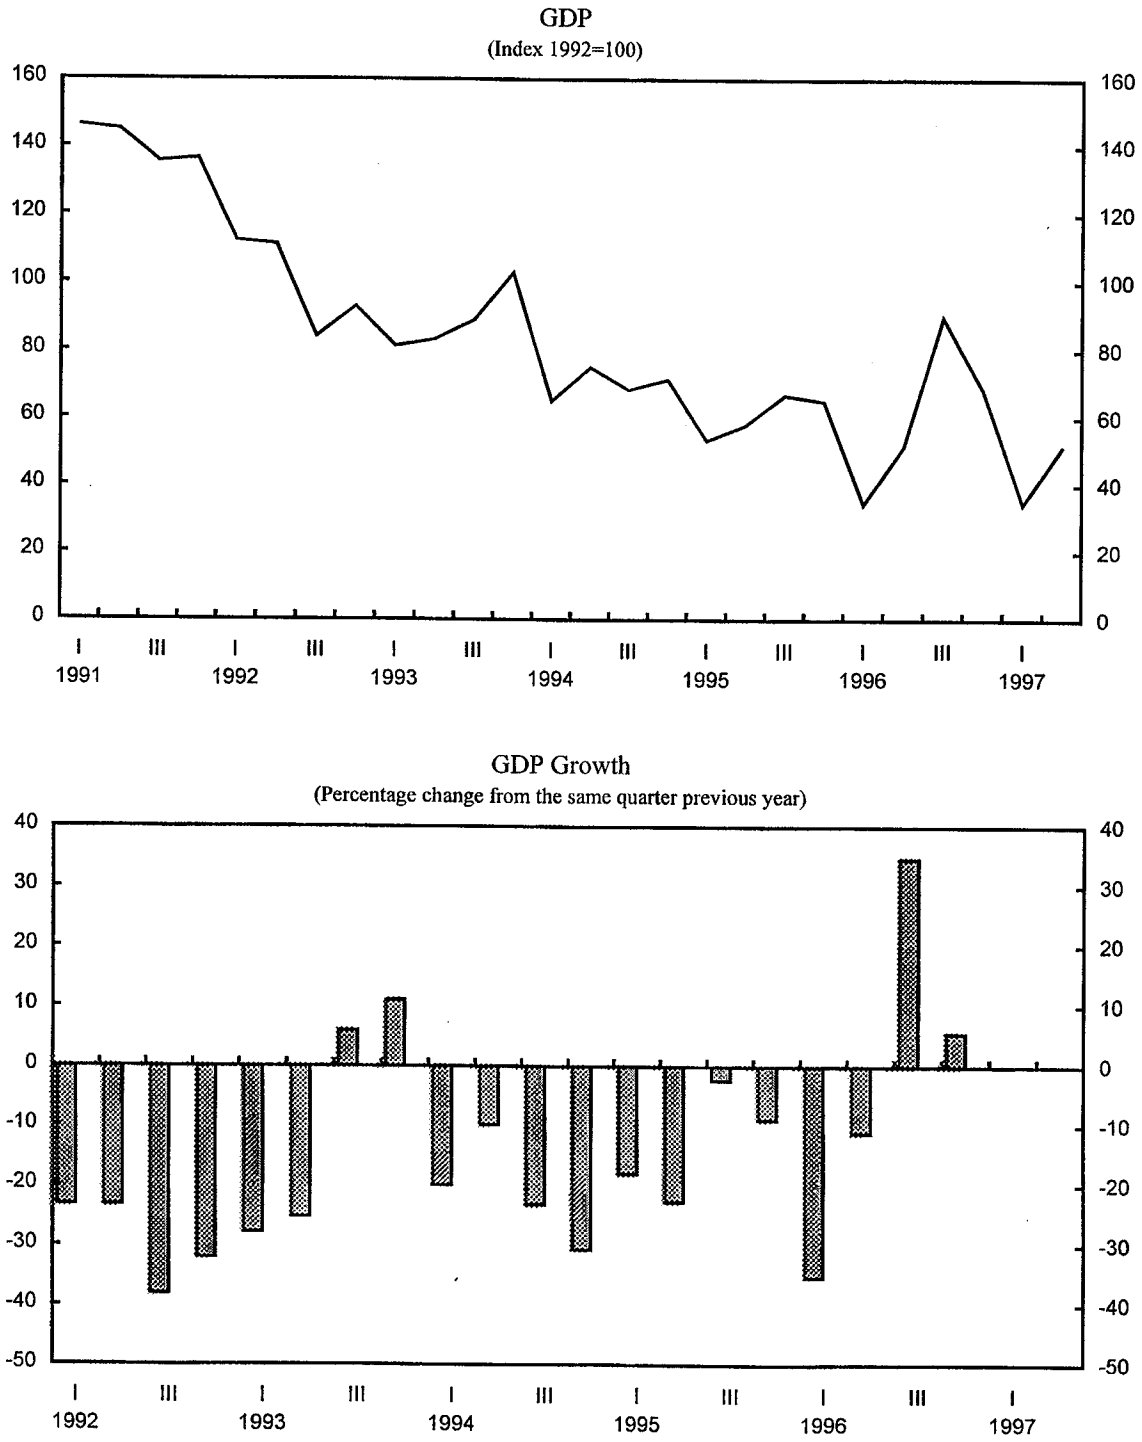 GDP
(Index 1992=100)
160 160
140 140
120 120
100 100
80 80
60 60
40 40
20 20
0 0
I III I III I III I III I III I III I
1991 1992 1993 1994 1995 1996 1997
GDP Growth
(Percentage change from the same quarter previous year)
40 40
30 30
20 20
10 10
0 0
-10 -10
-20 -20
-30 -30
-40 -40
-50 -50
I III I III I III I III I III I
1992 1993 1994 1995 1996 1997